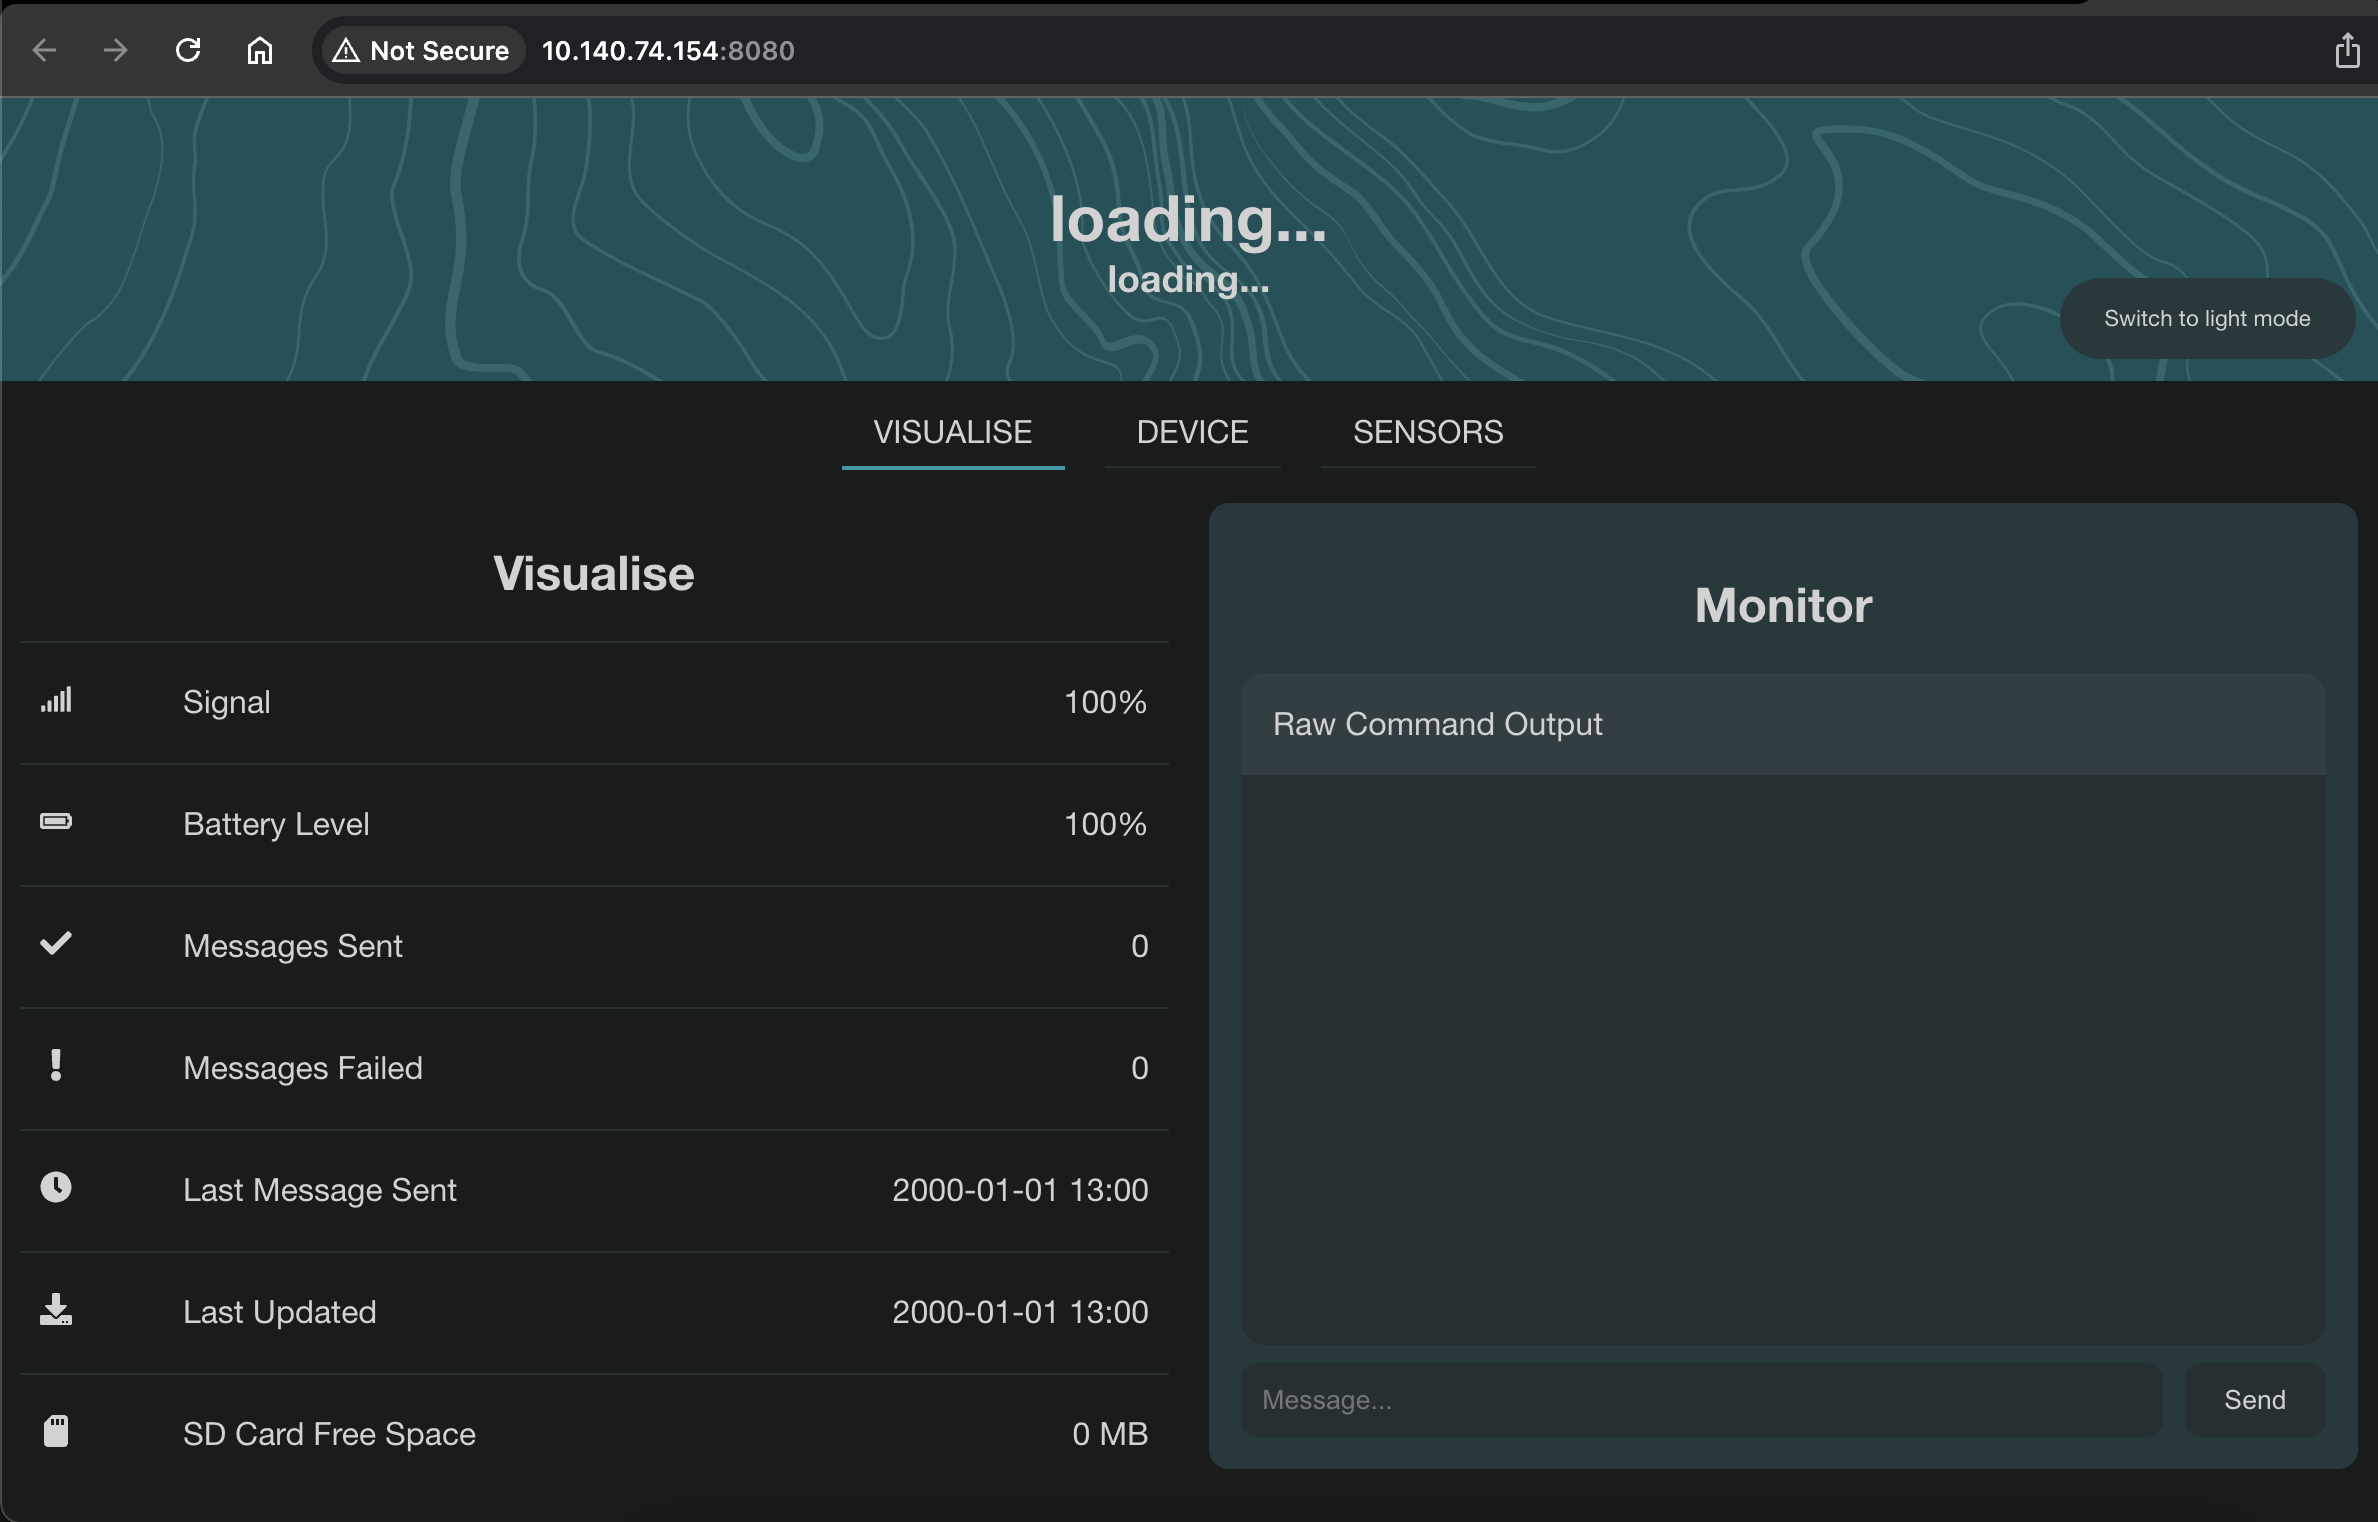 Not Secure 10.140.74.154:8080
loading...
loading...
Switch to light mode
VISUALISE DEVICE SENSORS
Visualise
Signal 100%
Battery Level 100%
Messages Sent 0
Messages Failed 0
Last Message Sent 2000-01-01 13:00
Last Updated 2000-01-01 13:00
SD Card Free Space 0 MB
Monitor
Raw Command Output
Message...
Send